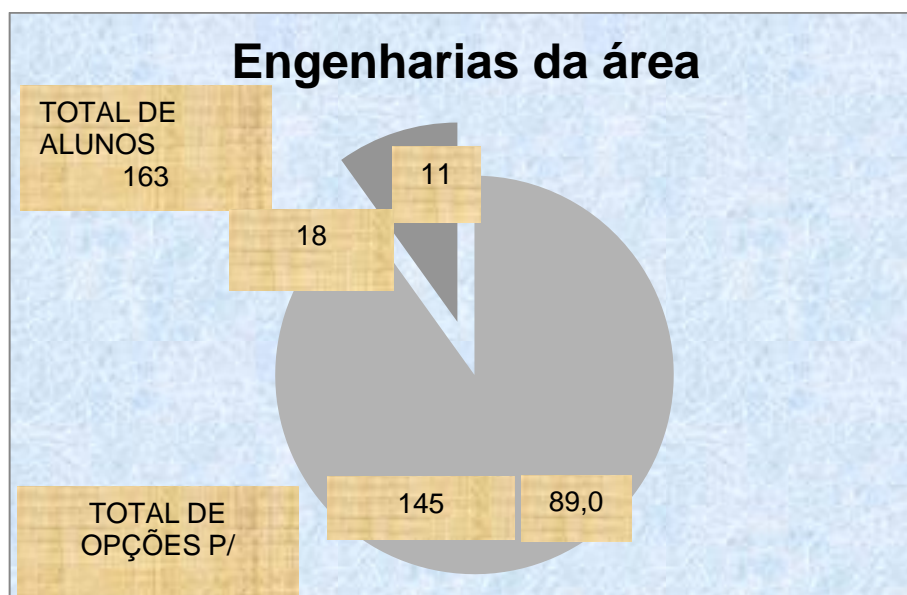 Engenharias da área
TOTAL DE
ALUNOS
163
11
18
145
89,0
TOTAL DE
OPÇÕES P/